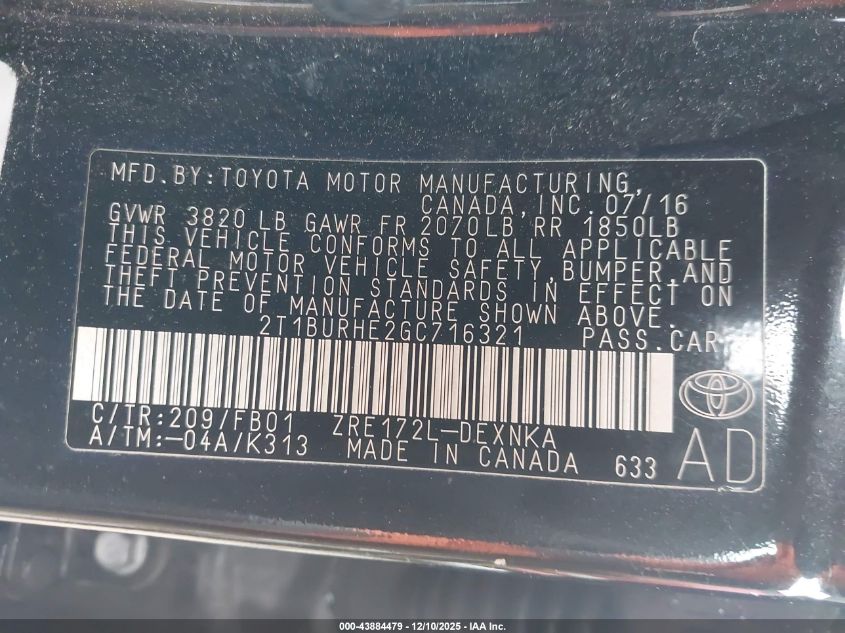 MFD.BY:TOYOTA MOTOR MANUFACTURING,
CANADA,INC.07/16
GVWR 3820 LB GAWR FR 2070LB RR 1850LB
THIS VEHICLE CONFORMS TO ALL APPLICABLE
FEDERAL MOTOR VEHICLE SAFETY,BUMPER,AND
THEFT PREVENTION STANDARDS IN EFFECT ON
THE DATE OF MANUFACTURE SHOWN ABOVE.
2T1BURHE2GC716321 PASS.CAR
C/TR:209/FB01 ZRE172L-DEXNKA
A/TM:-04A/K313 MADE IN CANADA 633 AD
000-43884479 - 12/10/2025 - IAA Inc.